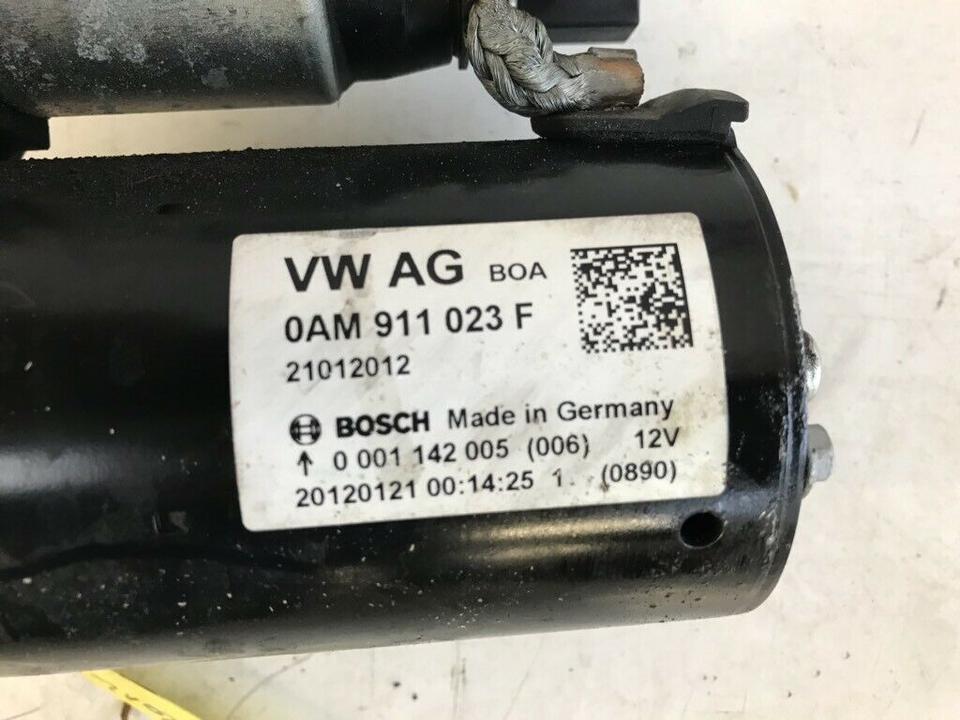 VW AG BOA
0AM 911 023 F
21012012
BOSCH Made in Germany
↑ 0 001 142 005 (006) 12V
20120121 00:14:25 1. (0890)